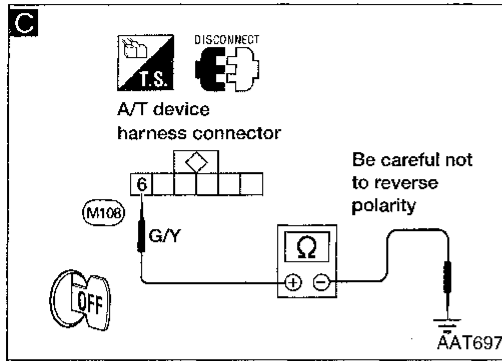 C
DISCONNECT
T.S.
A/T device
harness connector
6
M108
G/Y
Be careful not
to reverse
polarity
Ω
+ −
OFF
AAT697